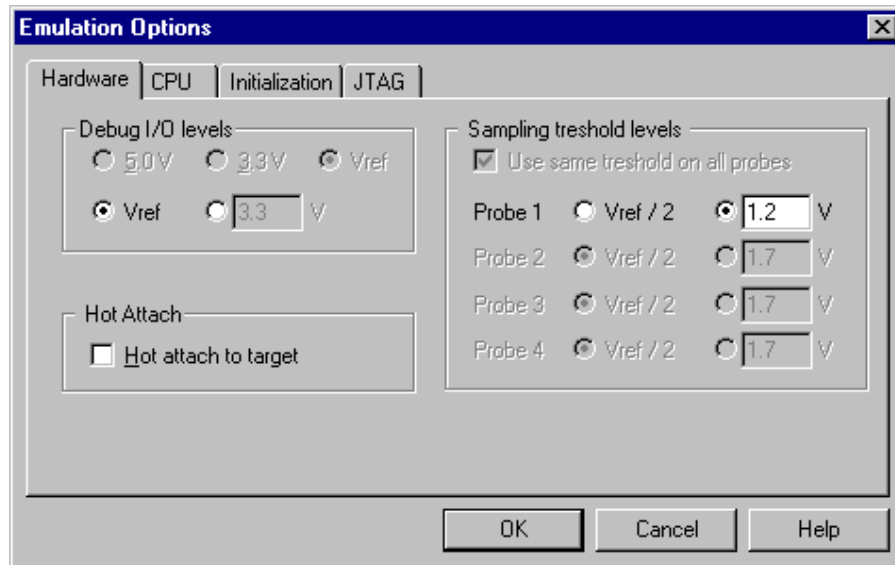 Emulation Options
Hardware CPU Initialization JTAG
Debug I/O levels
5.0 V 3.3 V Vref
Vref 3.3 V
Hot Attach
Hot attach to target
Sampling treshold levels
Use same treshold on all probes
Probe 1 Vref / 2 1.2 V
Probe 2 Vref / 2 1.7 V
Probe 3 Vref / 2 1.7 V
Probe 4 Vref / 2 1.7 V
OK Cancel Help